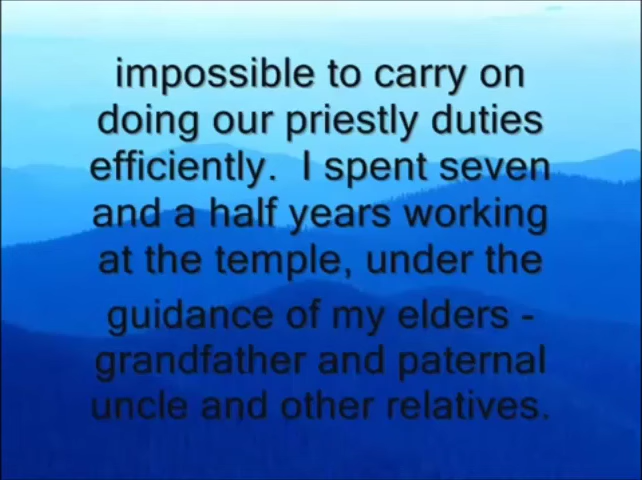 impossible to carry on
doing our priestly duties
efficiently.  I spent seven
and a half years working
at the temple, under the
guidance of my elders -
grandfather and paternal
uncle and other relatives.